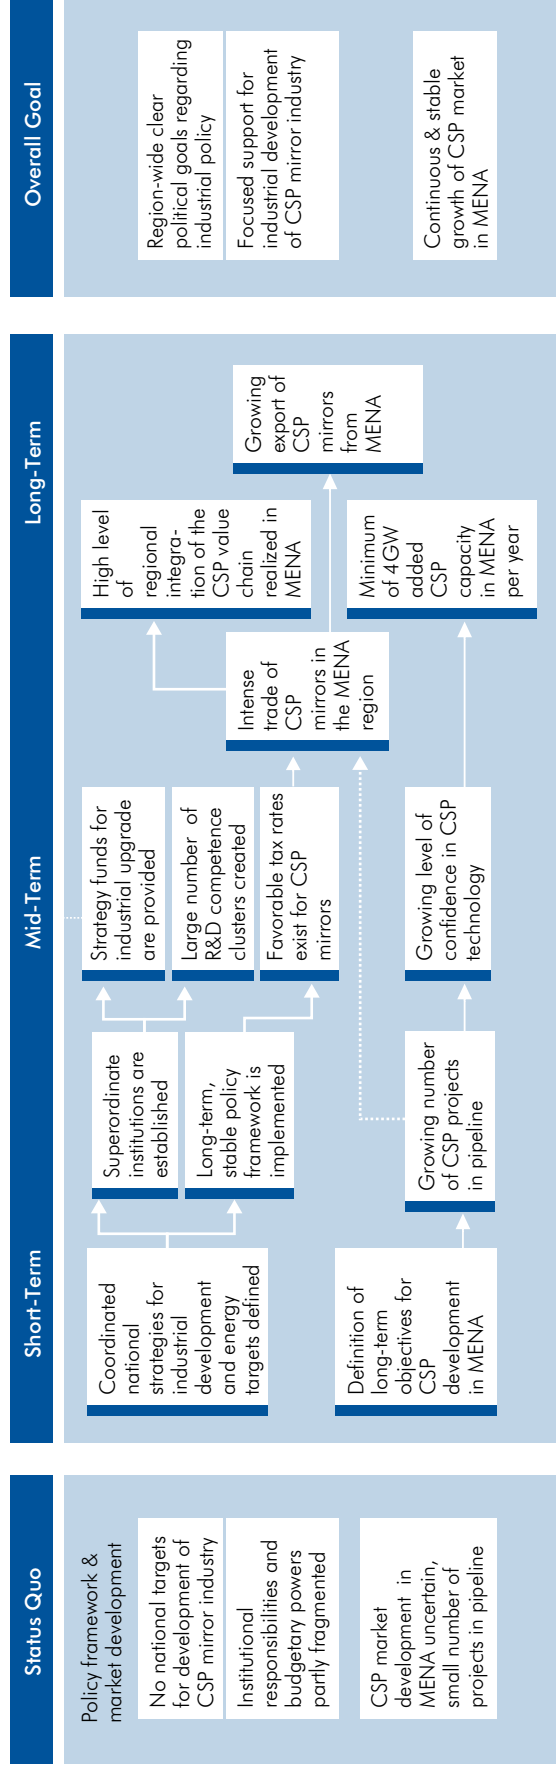 Status Quo
Short-Term
Mid-Term
Long-Term
Overall Goal
Policy framework &
market development
No national targets
for development of
CSP mirror industry
Institutional
responsibilities and
budgetary powers
partly fragmented
CSP market
development in
MENA uncertain,
small number of
projects in pipeline
Coordinated
national
strategies for
industrial
development
and energy
targets defined
Definition of
long-term
objectives for
CSP
development
in MENA
Superordinate
institutions are
established
Long-term,
stable policy
framework is
implemented
Growing number
of CSP projects
in pipeline
Strategy funds for
industrial upgrade
are provided
Large number of
R&D competence
clusters created
Favorable tax rates
exist for CSP
mirrors
Growing level of
confidence in CSP
technology
Intense
trade of
CSP
mirrors in
the MENA
region
High level
of
regional
integra-
tion of the
CSP value
chain
realized in
MENA
Minimum
of 4GW
added
CSP
capacity
in MENA
per year
Growing
export of
CSP
mirrors
from
MENA
Region-wide clear
political goals regarding
industrial policy
Focused support for
industrial development
of CSP mirror industry
Continuous & stable
growth of CSP market
in MENA